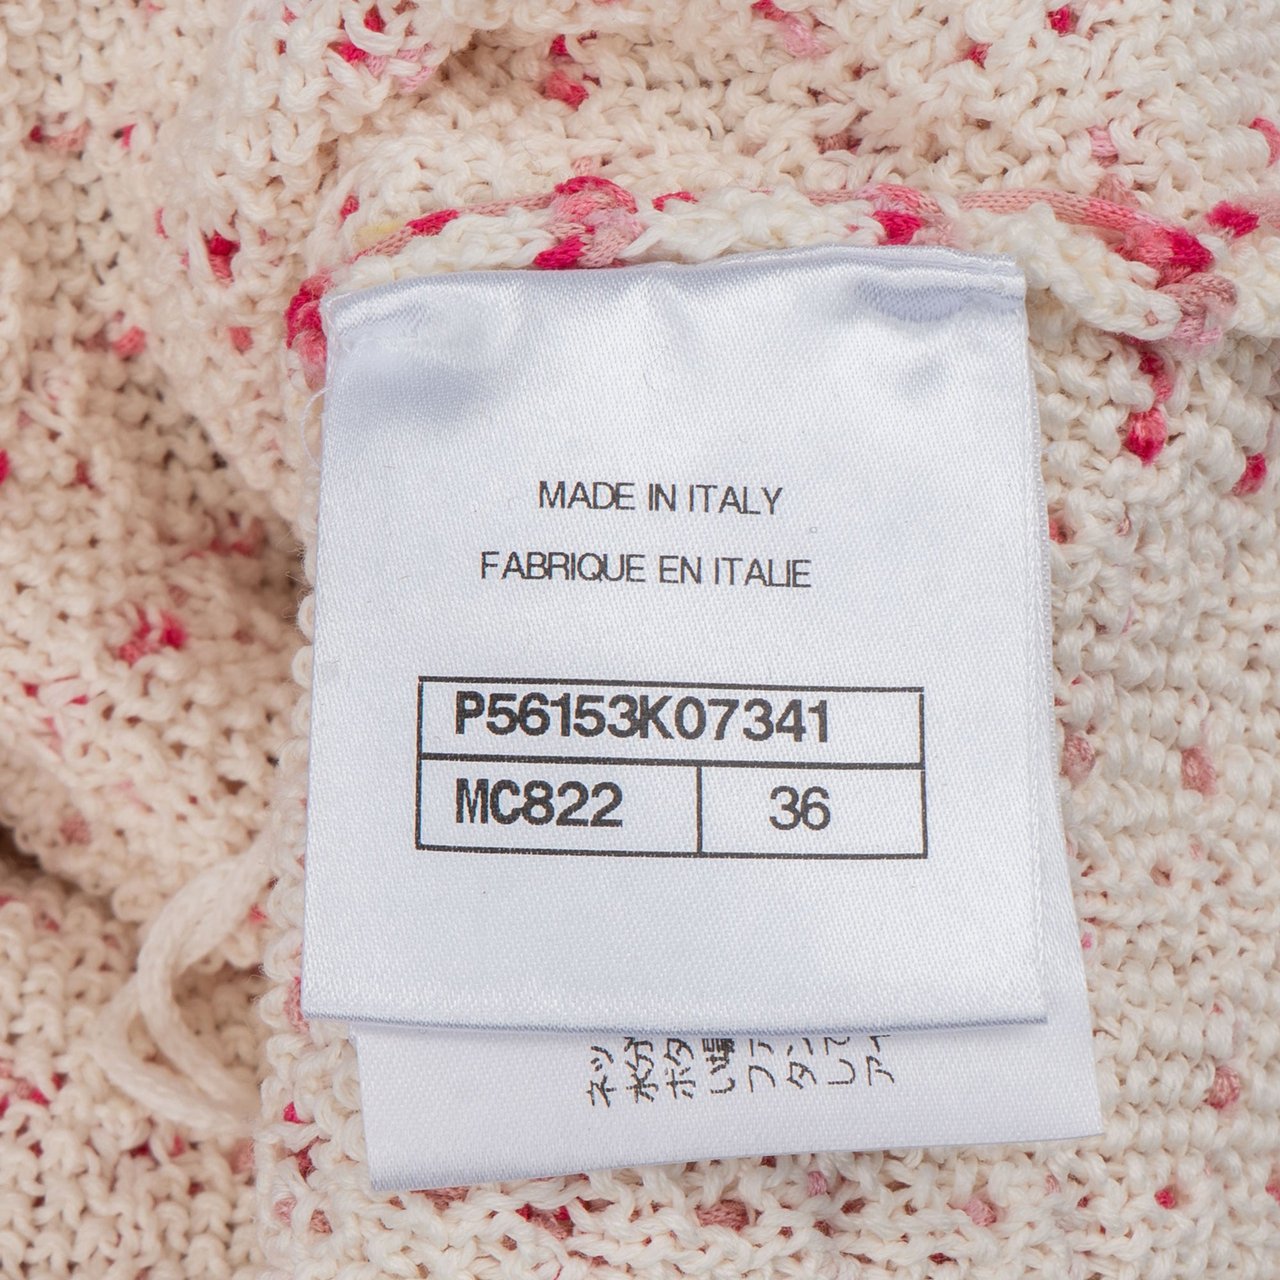 MADE IN ITALY
FABRIQUE EN ITALIE
P56153K07341
MC822 36